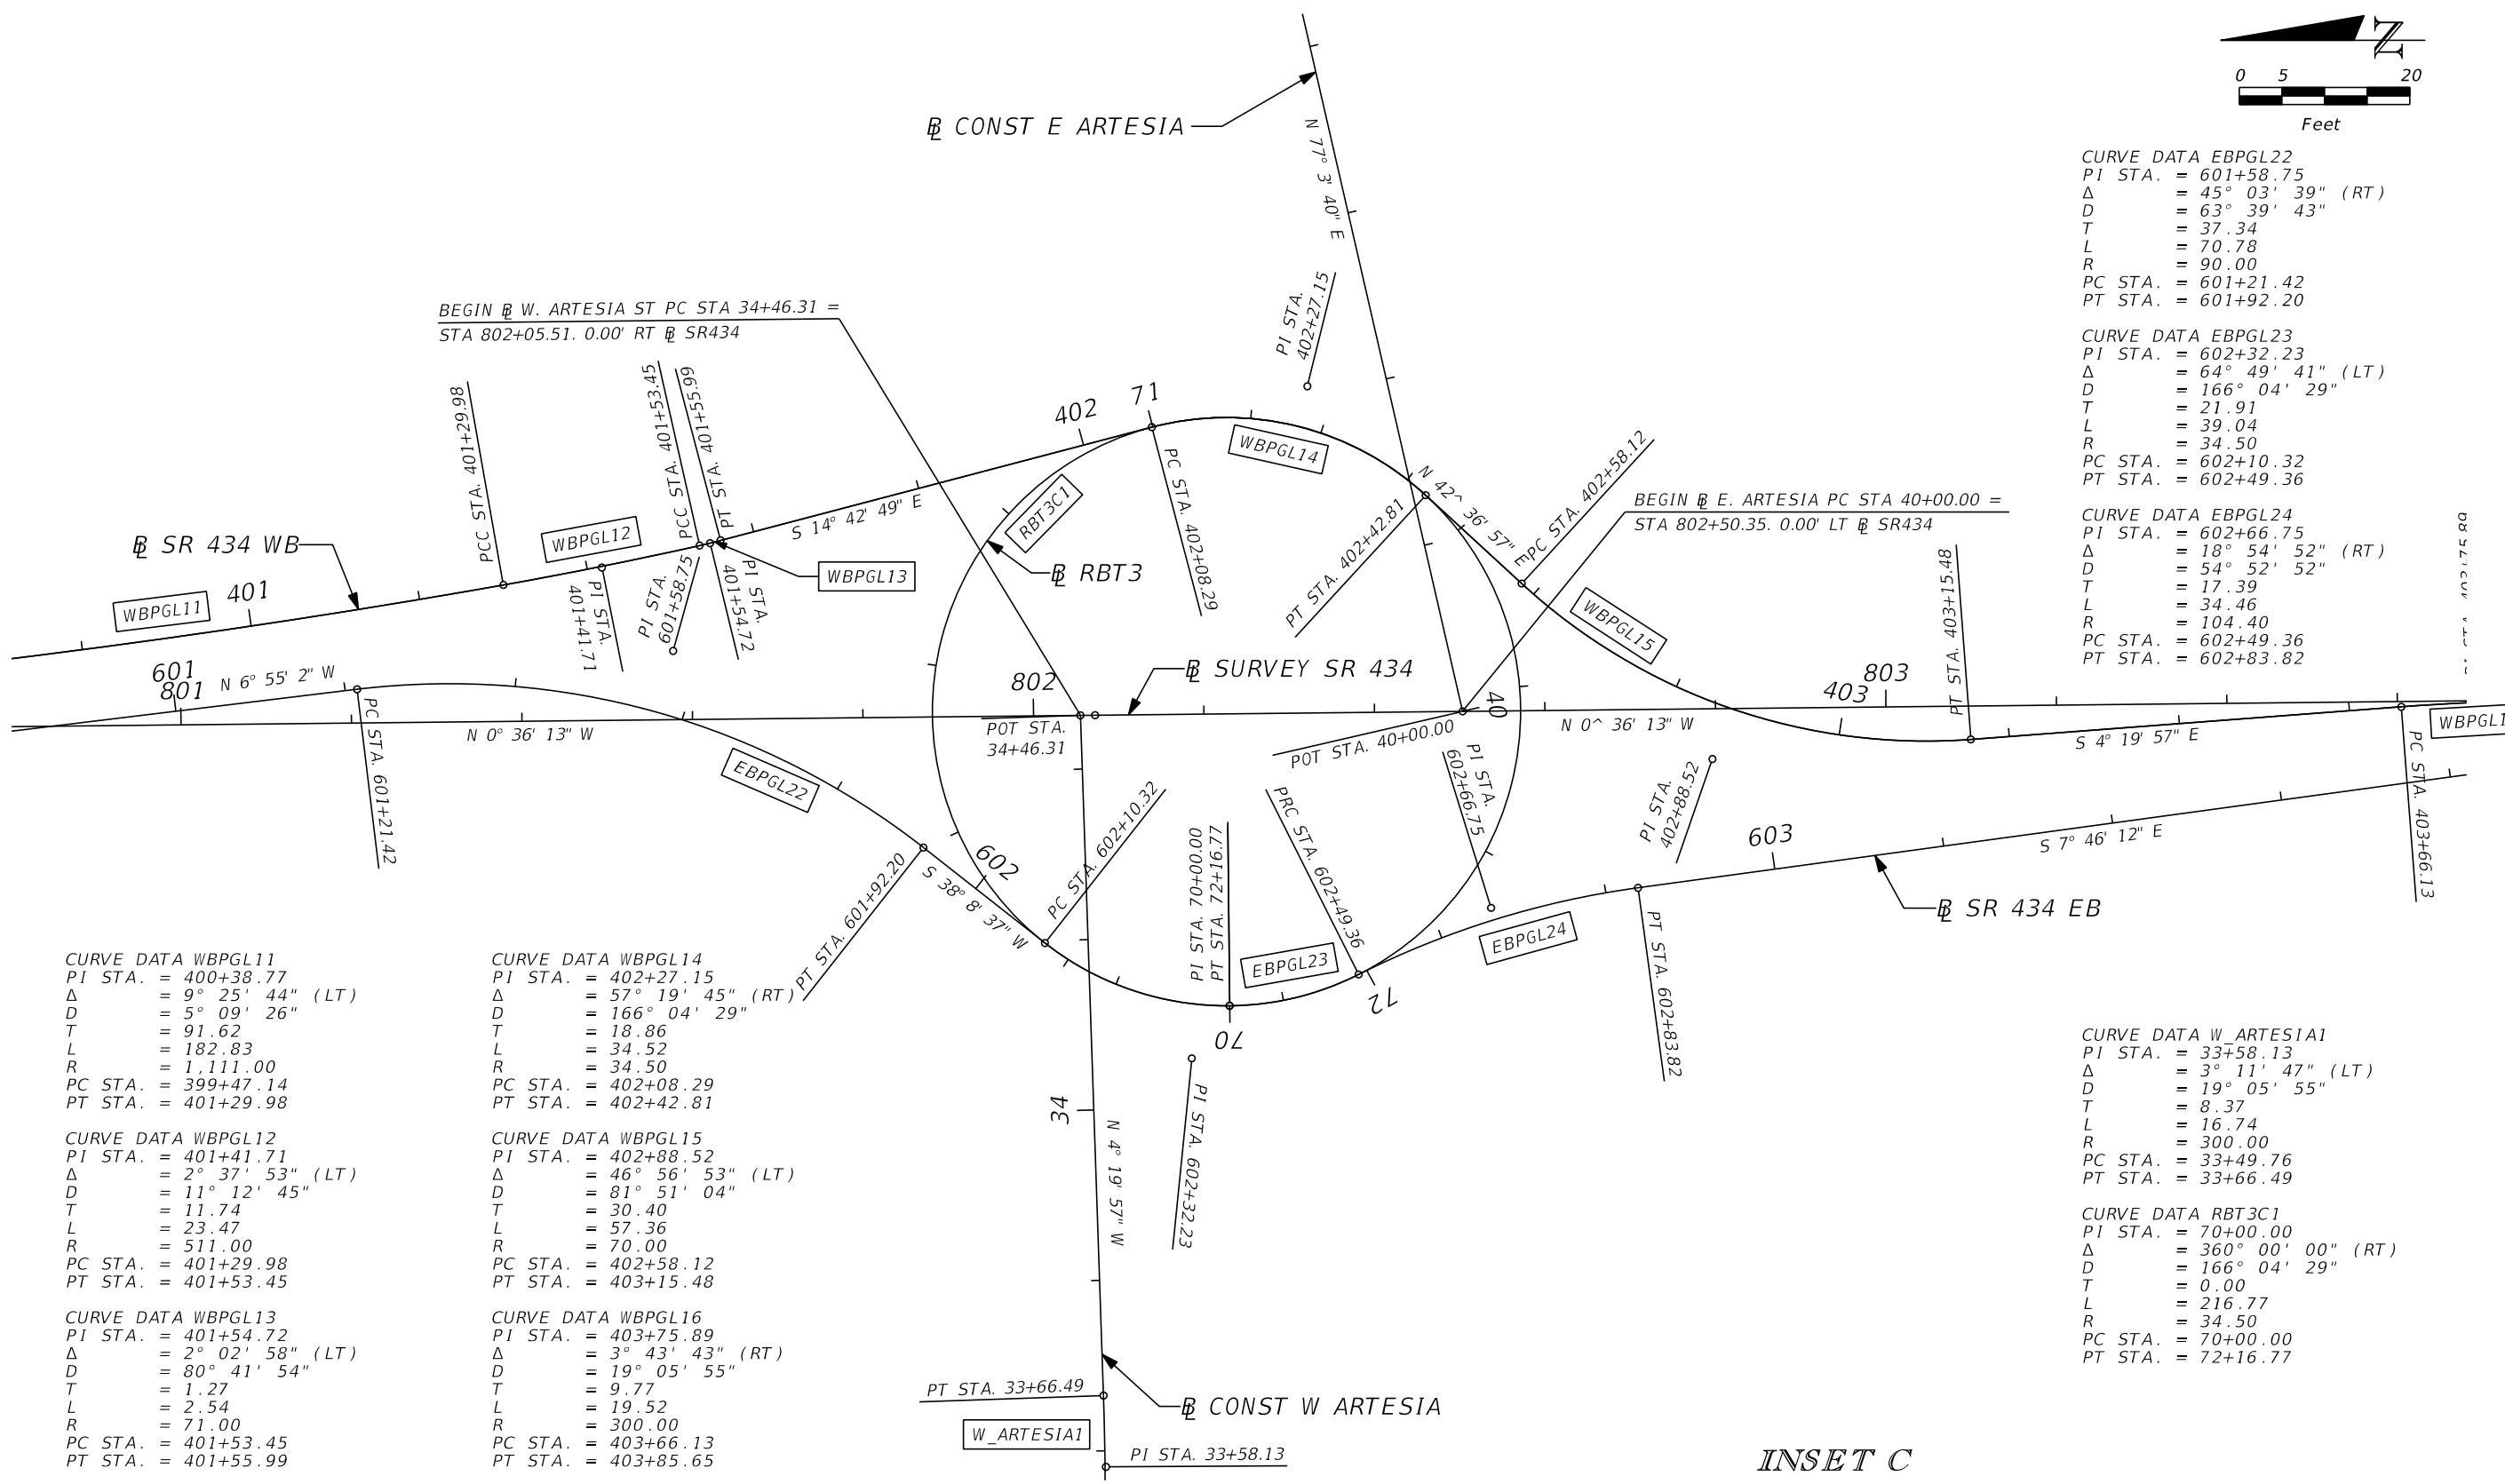 N
0 5 20
Feet
BL CONST E ARTESIA
N 77° 3' 40" E
CURVE DATA EBPGL22
PI STA. = 601+58.75
Δ = 45° 03' 39" (RT)
D = 63° 39' 43"
T = 37.34
L = 70.78
R = 90.00
PC STA. = 601+21.42
PT STA. = 601+92.20
CURVE DATA EBPGL23
PI STA. = 602+32.23
Δ = 64° 49' 41" (LT)
D = 166° 04' 29"
T = 21.91
L = 39.04
R = 34.50
PC STA. = 602+10.32
PT STA. = 602+49.36
CURVE DATA EBPGL24
PI STA. = 602+66.75
Δ = 18° 54' 52" (RT)
D = 54° 52' 52"
T = 17.39
L = 34.46
R = 104.40
PC STA. = 602+49.36
PT STA. = 602+83.82
BEGIN BL W. ARTESIA ST PC STA 34+46.31 =
STA 802+05.51. 0.00' RT BL SR434
PI STA.
402+27.15
PCC STA. 401+29.98
PCC STA. 401+53.45
PT STA. 401+55.99
402
71
WBPGL14
PC STA. 402+08.29
RBT3C1
S 14° 42' 49" E
BL RBT3
PT STA. 402+42.81
N 42^ 36' 57" E
PC STA. 402+58.12
BEGIN BL E. ARTESIA PC STA 40+00.00 =
STA 802+50.35. 0.00' LT BL SR434
BL SR 434 WB
WBPGL12
WBPGL13
WBPGL11
401
PI STA.
401+41.71
PI STA.
601+58.75
PI STA.
401+54.72
WBPGL15
PT STA. 403+15.48
601
801
N 6° 55' 2" W
802
BL SURVEY SR 434
40
403
803
WBPGL1
PC STA. 601+21.42
N 0° 36' 13" W
POT STA.
34+46.31
POT STA. 40+00.00
N 0^ 36' 13" W
S 4° 19' 57" E
PC STA. 403+66.13
EBPGL22
PI STA.
602+66.75
PI STA.
402+88.52
603
S 7° 46' 12" E
PT STA. 601+92.20
S 38° 8' 37" W
602
PC STA. 602+10.32
PI STA. 70+00.00
PT STA. 72+16.77
PRC STA. 602+49.36
BL SR 434 EB
EBPGL23
EBPGL24
72
70
PT STA. 602+83.82
PI STA. 602+32.23
34
N 4° 19' 57" W
CURVE DATA WBPGL11
PI STA. = 400+38.77
Δ = 9° 25' 44" (LT)
D = 5° 09' 26"
T = 91.62
L = 182.83
R = 1,111.00
PC STA. = 399+47.14
PT STA. = 401+29.98
CURVE DATA WBPGL12
PI STA. = 401+41.71
Δ = 2° 37' 53" (LT)
D = 11° 12' 45"
T = 11.74
L = 23.47
R = 511.00
PC STA. = 401+29.98
PT STA. = 401+53.45
CURVE DATA WBPGL13
PI STA. = 401+54.72
Δ = 2° 02' 58" (LT)
D = 80° 41' 54"
T = 1.27
L = 2.54
R = 71.00
PC STA. = 401+53.45
PT STA. = 401+55.99
CURVE DATA WBPGL14
PI STA. = 402+27.15
Δ = 57° 19' 45" (RT)
D = 166° 04' 29"
T = 18.86
L = 34.52
R = 34.50
PC STA. = 402+08.29
PT STA. = 402+42.81
CURVE DATA WBPGL15
PI STA. = 402+88.52
Δ = 46° 56' 53" (LT)
D = 81° 51' 04"
T = 30.40
L = 57.36
R = 70.00
PC STA. = 402+58.12
PT STA. = 403+15.48
CURVE DATA WBPGL16
PI STA. = 403+75.89
Δ = 3° 43' 43" (RT)
D = 19° 05' 55"
T = 9.77
L = 19.52
R = 300.00
PC STA. = 403+66.13
PT STA. = 403+85.65
CURVE DATA W_ARTESIA1
PI STA. = 33+58.13
Δ = 3° 11' 47" (LT)
D = 19° 05' 55"
T = 8.37
L = 16.74
R = 300.00
PC STA. = 33+49.76
PT STA. = 33+66.49
CURVE DATA RBT3C1
PI STA. = 70+00.00
Δ = 360° 00' 00" (RT)
D = 166° 04' 29"
T = 0.00
L = 216.77
R = 34.50
PC STA. = 70+00.00
PT STA. = 72+16.77
PT STA. 33+66.49
BL CONST W ARTESIA
W_ARTESIA1
PI STA. 33+58.13
INSET C